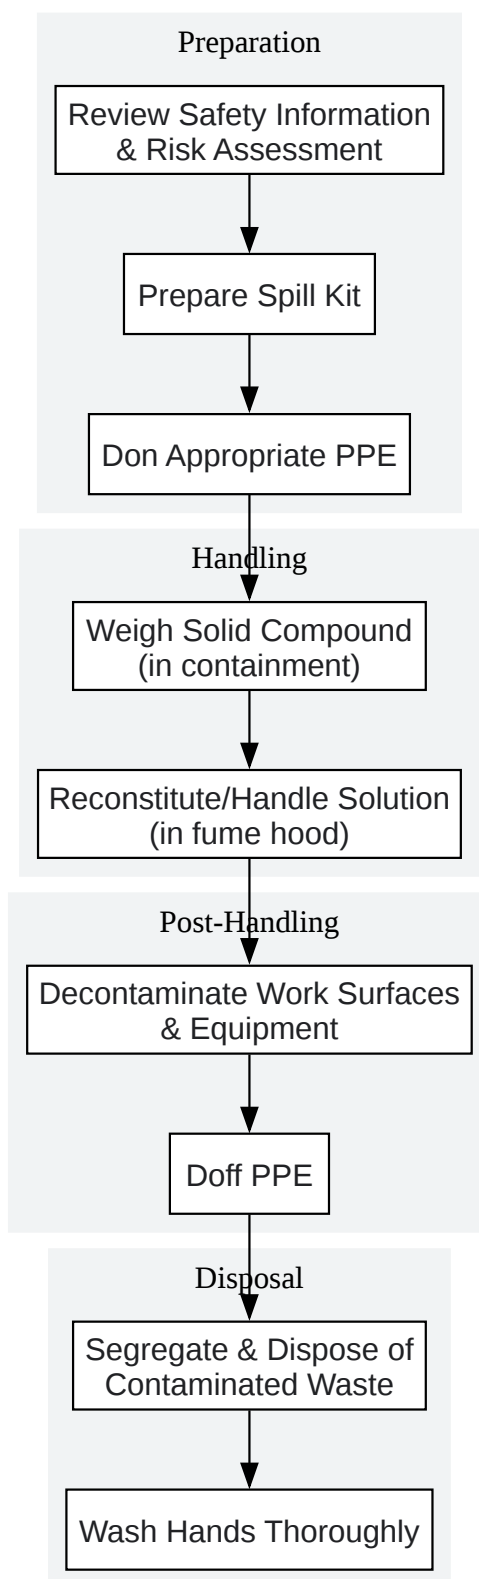 Preparation
Review Safety Information
& Risk Assessment
Prepare Spill Kit
Don Appropriate PPE
Handling
Weigh Solid Compound
(in containment)
Reconstitute/Handle Solution
(in fume hood)
Post-Handling
Decontaminate Work Surfaces
& Equipment
Doff PPE
Disposal
Segregate & Dispose of
Contaminated Waste
Wash Hands Thoroughly